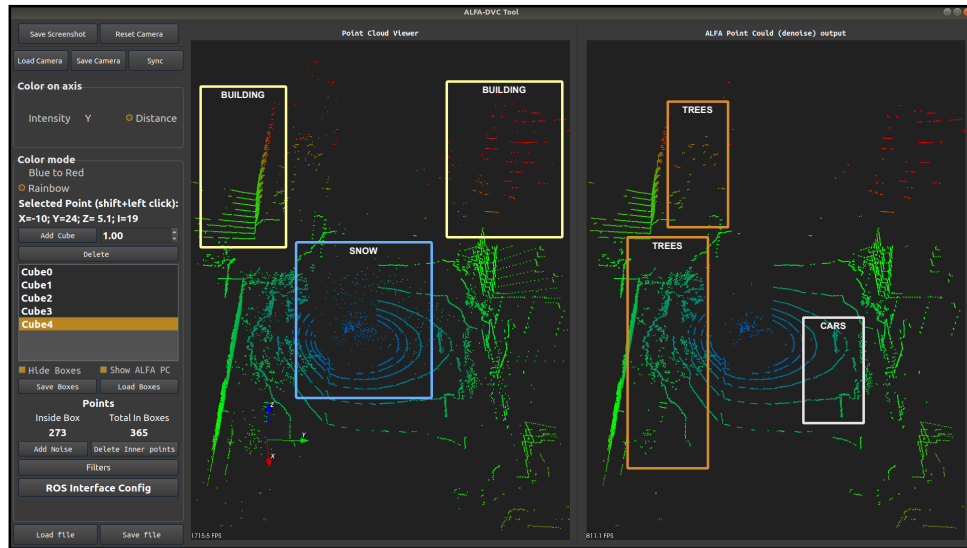 ALFA-DVC Tool
Save Screenshot Reset Camera
Load Camera Save Camera Sync
Color on axis
Intensity Y Distance
Color mode
Blue to Red
Rainbow
Selected Point (shift+left click):
X=-10; Y=24; Z= 5.1; I=19
Add Cube 1.00
Delete
Cube0
Cube1
Cube2
Cube3
Cube4
Hide Boxes Show ALFA PC
Save Boxes Load Boxes
Points
Inside Box Total In Boxes
273 365
Add Noise Delete Inner points
Filters
ROS Interface Config
Load file Save file
Point Cloud Viewer
BUILDING
BUILDING
SNOW
Z
Y
X
1715.5 FPS
ALFA Point Could (denoise) output
TREES
TREES
CARS
811.1 FPS